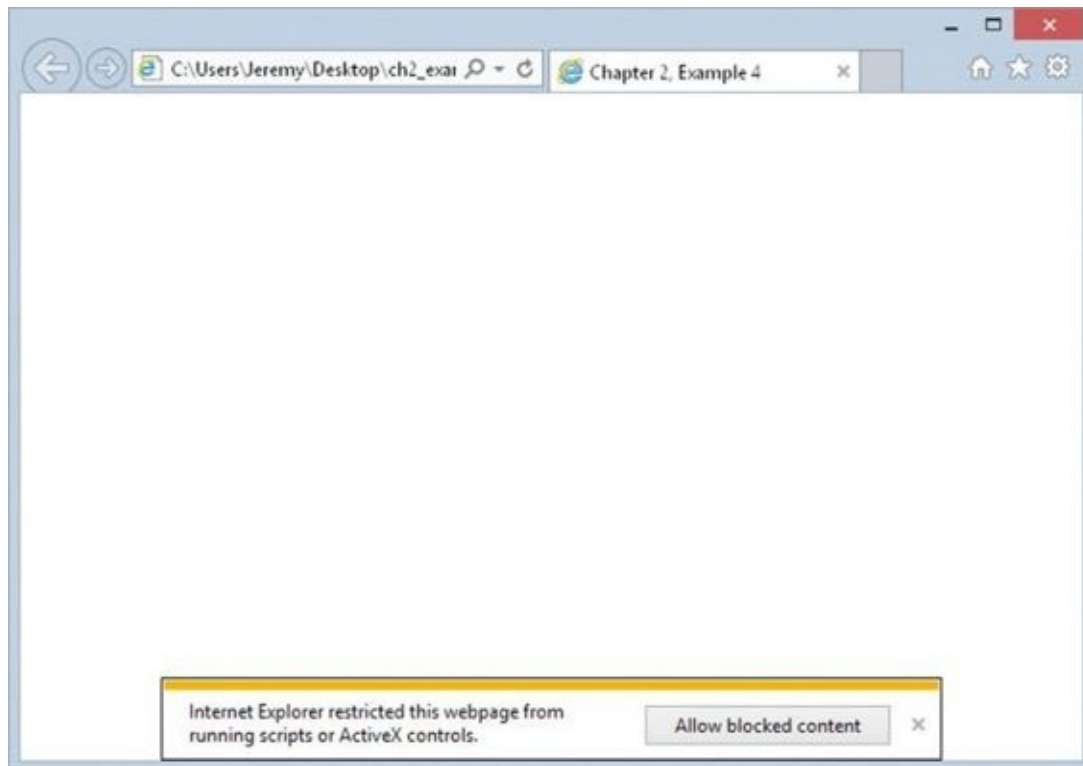 C:\Users\Jeremy\Desktop\ch2_exar
Chapter 2, Example 4
Internet Explorer restricted this webpage from
running scripts or ActiveX controls.
Allow blocked content